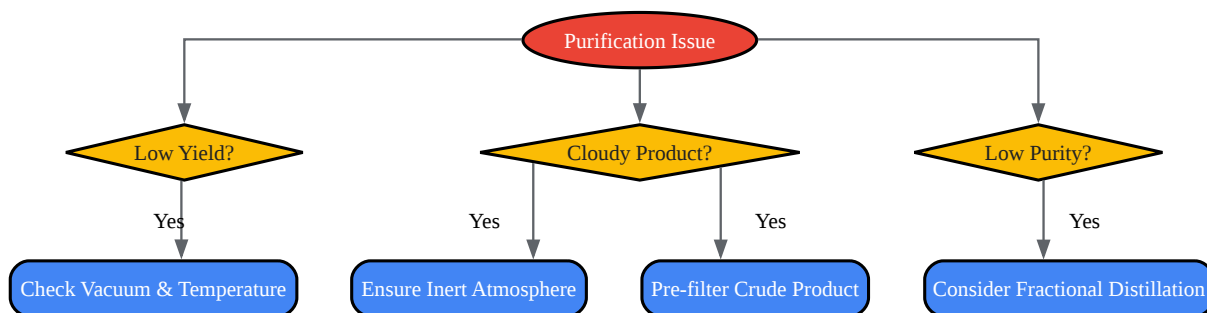 Purification Issue
Low Yield?
Cloudy Product?
Low Purity?
Yes
Yes
Yes
Yes
Check Vacuum & Temperature
Ensure Inert Atmosphere
Pre-filter Crude Product
Consider Fractional Distillation